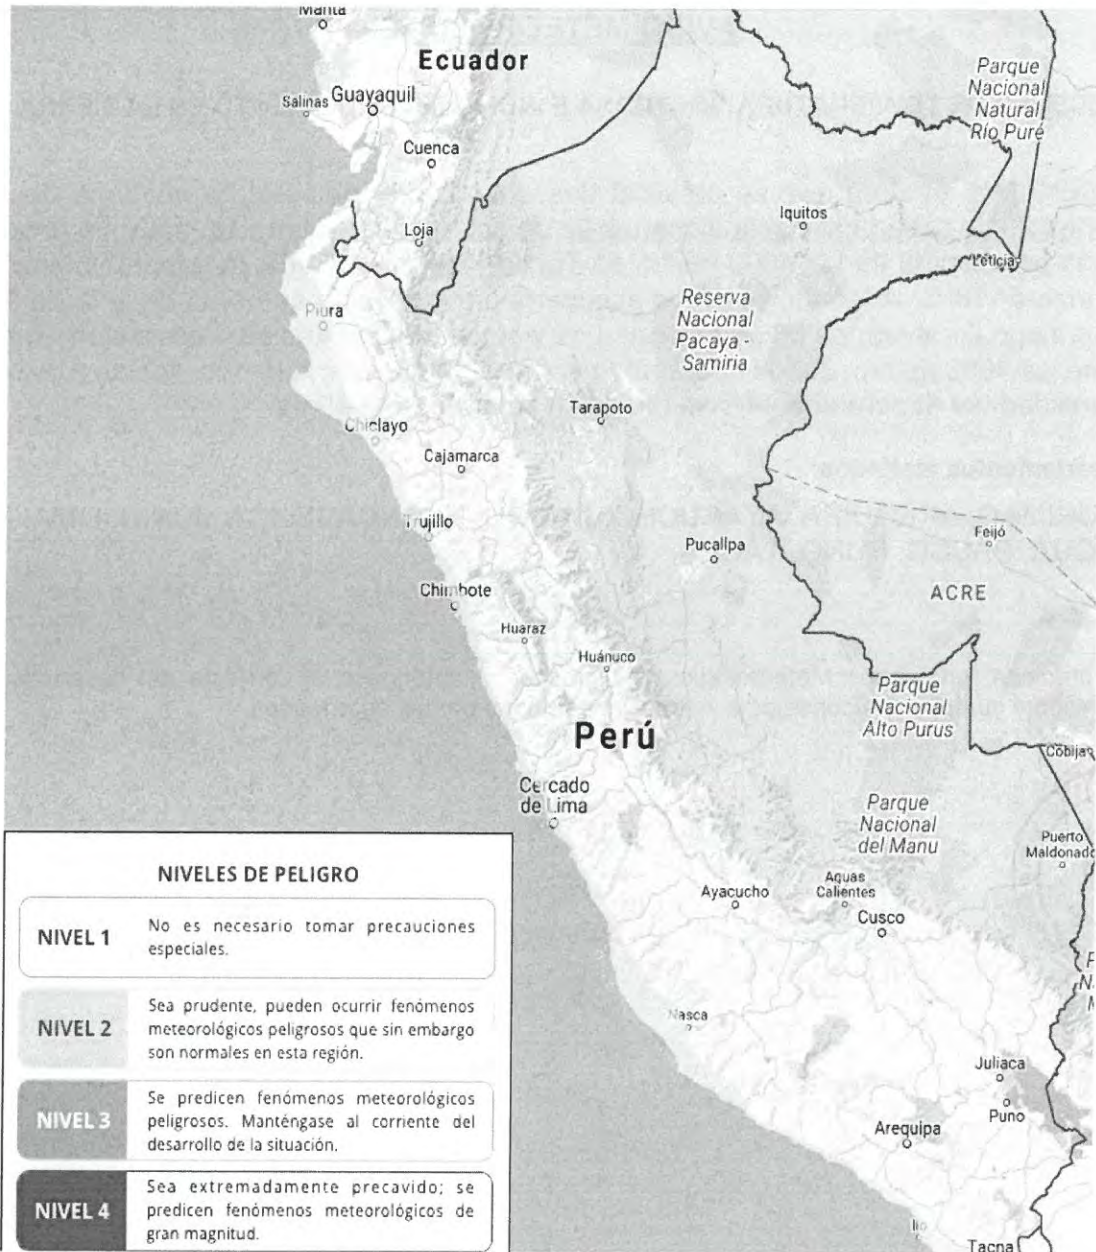 Manta
Ecuador
Salinas
Guayaquil
Cuenca
Loja
Parque
Nacional
Natural
Río Puré
Iquitos
Leticia
Piura
Reserva
Nacional
Pacaya -
Samiria
Tarapoto
Chiclayo
Cajamarca
Trujillo
Pucallpa
Feijó
ACRE
Chimbote
Huaraz
Huánuco
Parque
Nacional
Alto Purus
Perú
Cobija
Cercado
de Lima
Parque
Nacional
del Manu
Puerto
Maldonado
Ayacucho
Aguas
Calientes
Cusco
Nasca
Juliaca
Puno
Arequipa
Ilo
Tacna
NIVELES DE PELIGRO
NIVEL 1
No es necesario tomar precauciones
especiales.
NIVEL 2
Sea prudente, pueden ocurrir fenómenos
meteorológicos peligrosos que sin embargo
son normales en esta región.
NIVEL 3
Se predicen fenómenos meteorológicos
peligrosos. Manténgase al corriente del
desarrollo de la situación.
NIVEL 4
Sea extremadamente precavido; se
predicen fenómenos meteorológicos de
gran magnitud.